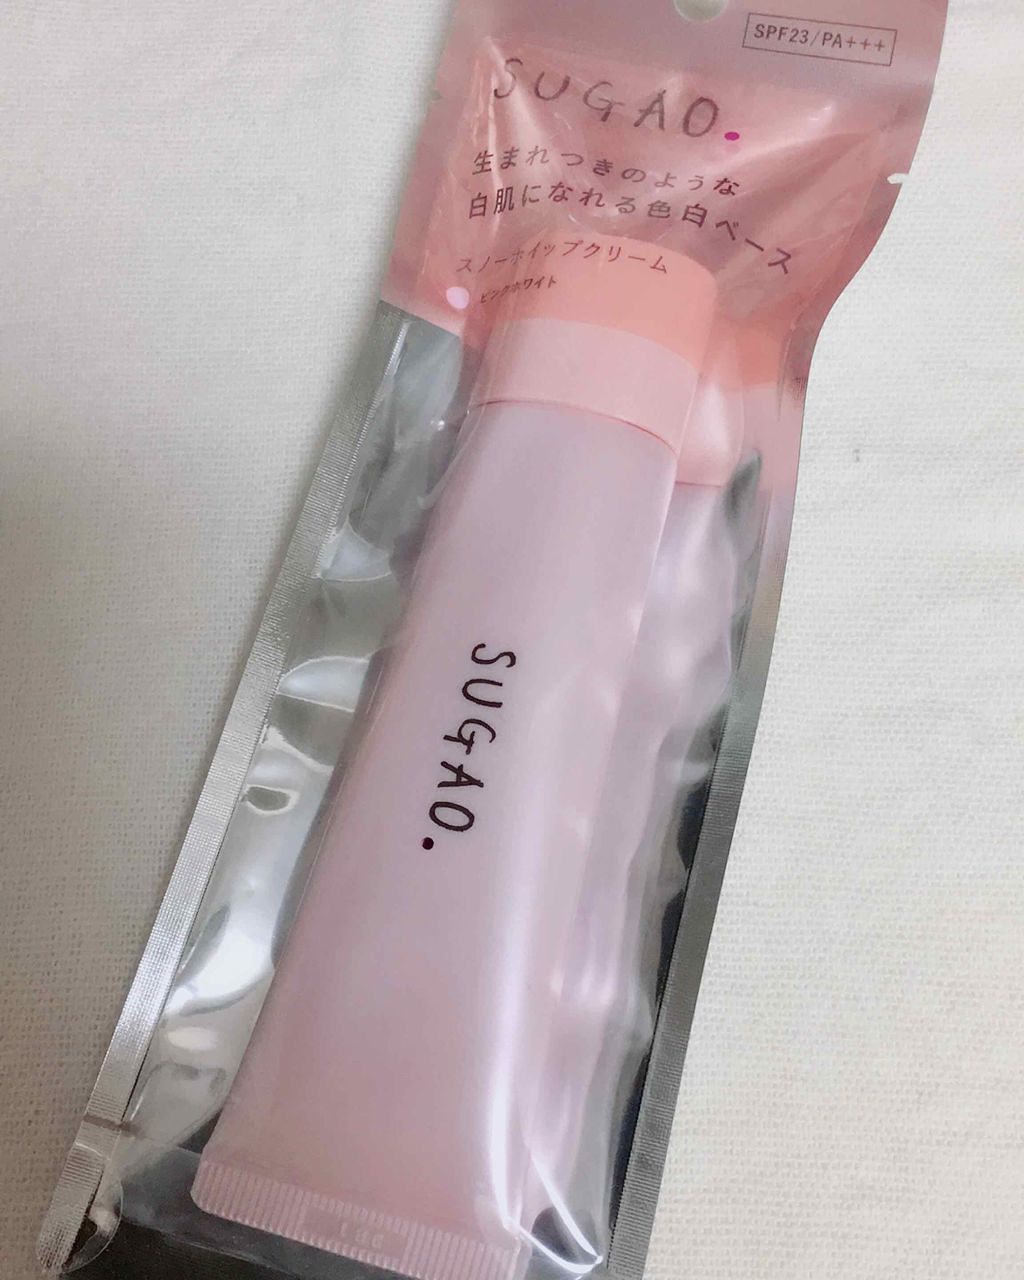 SPF23/PA+++
SUGAO.
生まれつきのような
白肌になれる色白ベース
スノーホイップクリーム
ピンクホワイト
SUGAO.